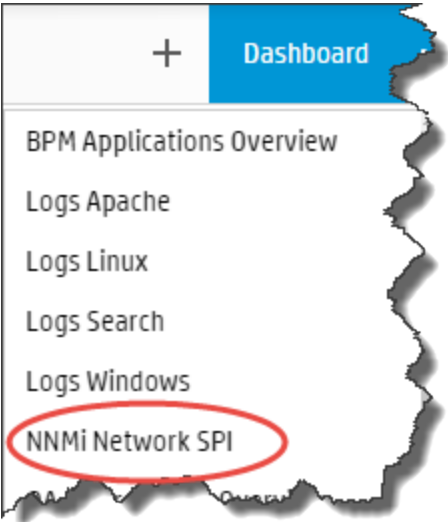 + Dashboard
BPM Applications Overview
Logs Apache
Logs Linux
Logs Search
Logs Windows
NNMi Network SPI